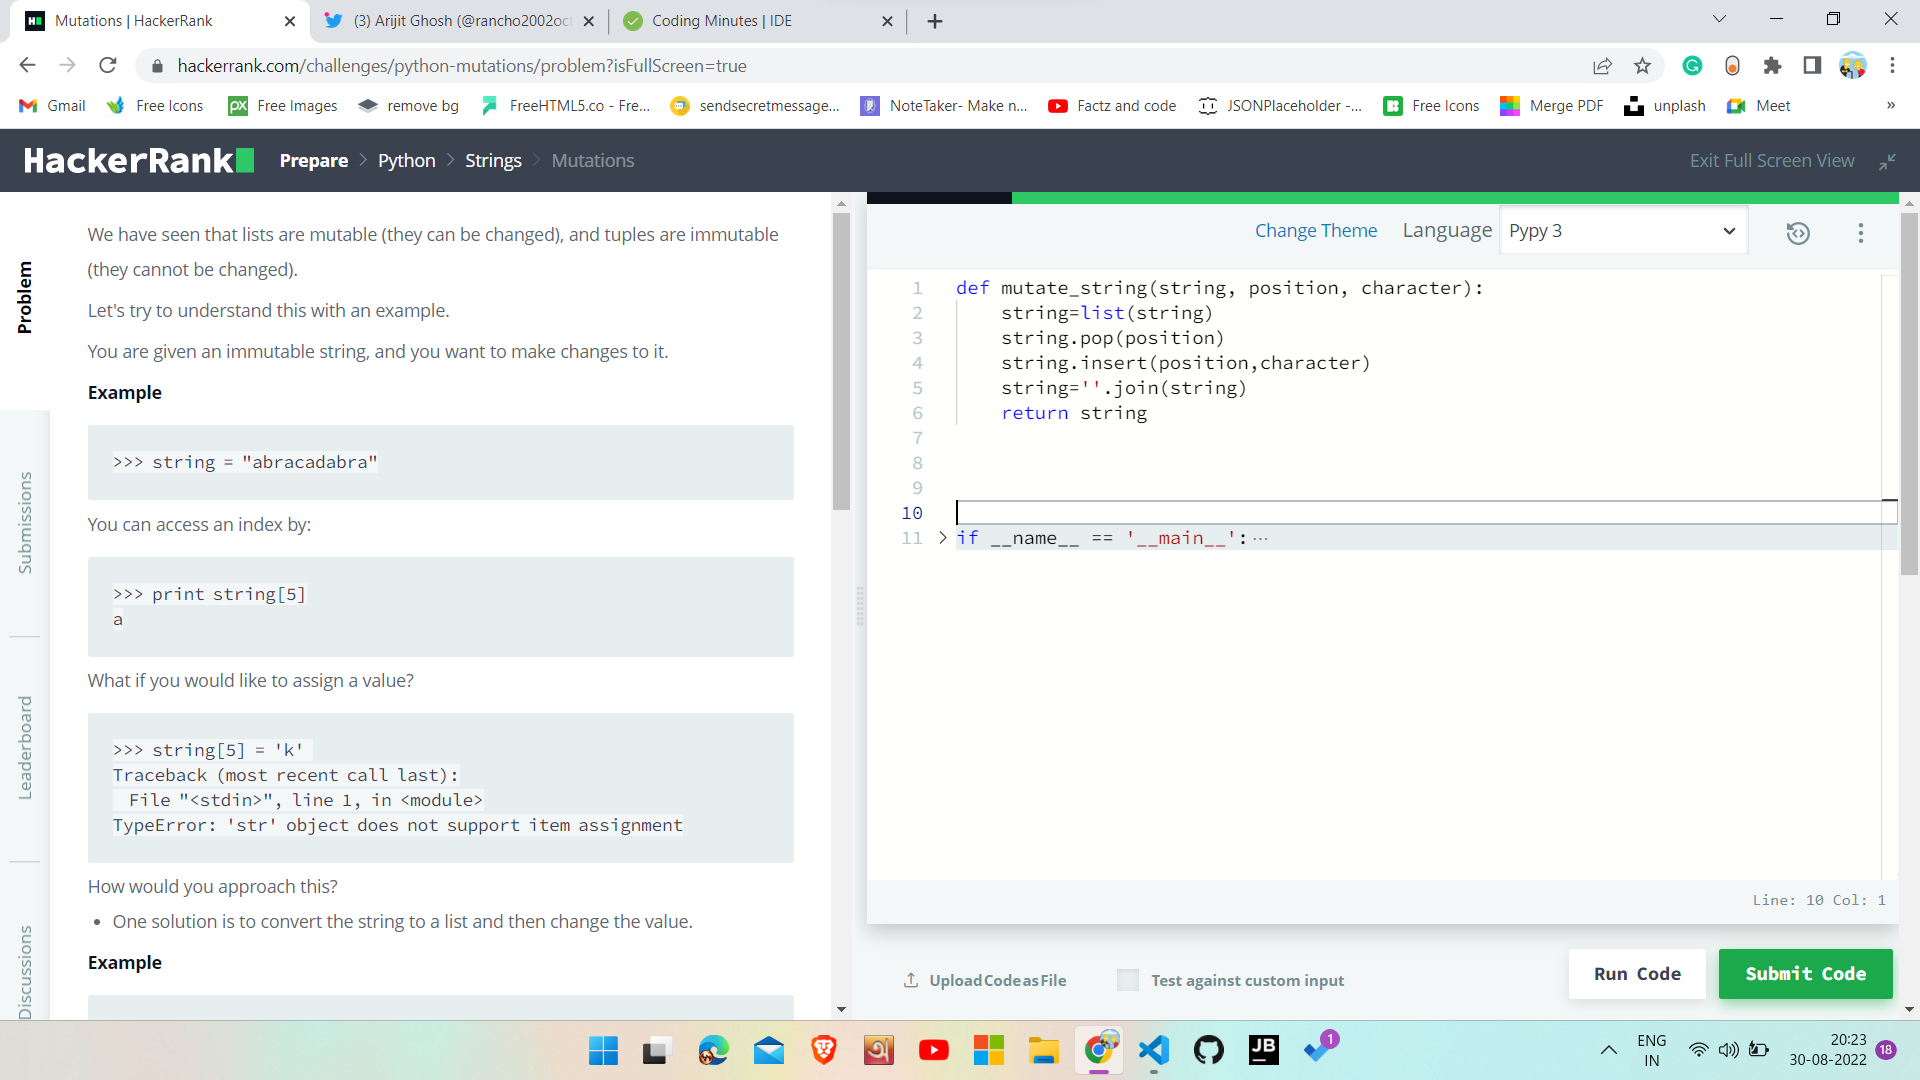 Mutations | HackerRank
(3) Arijit Ghosh (@rancho2002oct
Coding Minutes | IDE
hackerrank.com/challenges/python-mutations/problem?isFullScreen=true
Gmail
Free Icons
Free Images
remove bg
FreeHTML5.co - Fre...
sendsecretmessage...
NoteTaker- Make n...
Factz and code
JSONPlaceholder -...
Free Icons
Merge PDF
unplash
Meet
»
HackerRank
Prepare > Python > Strings > Mutations
Exit Full Screen View
Problem
Submissions
Leaderboard
Discussions
We have seen that lists are mutable (they can be changed), and tuples are immutable
(they cannot be changed).
Let's try to understand this with an example.
You are given an immutable string, and you want to make changes to it.
Example
>>> string = "abracadabra"
You can access an index by:
>>> print string[5]
a
What if you would like to assign a value?
>>> string[5] = 'k'
Traceback (most recent call last):
  File "<stdin>", line 1, in <module>
TypeError: 'str' object does not support item assignment
How would you approach this?
• One solution is to convert the string to a list and then change the value.
Example
Change Theme
Language
Pypy 3
1 def mutate_string(string, position, character):
2     string=list(string)
3     string.pop(position)
4     string.insert(position,character)
5     string=''.join(string)
6     return string
7
8
9
10
11 > if __name__ == '__main__':···
Line: 10 Col: 1
Upload Code as File
Test against custom input
Run Code
Submit Code
অ
JB
1
ENG
IN
20:23
30-08-2022
18